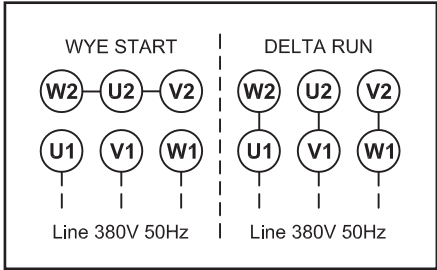 WYE START
W2 U2 V2
U1 V1 W1
Line 380V 50Hz
DELTA RUN
W2 U2 V2
U1 V1 W1
Line 380V 50Hz